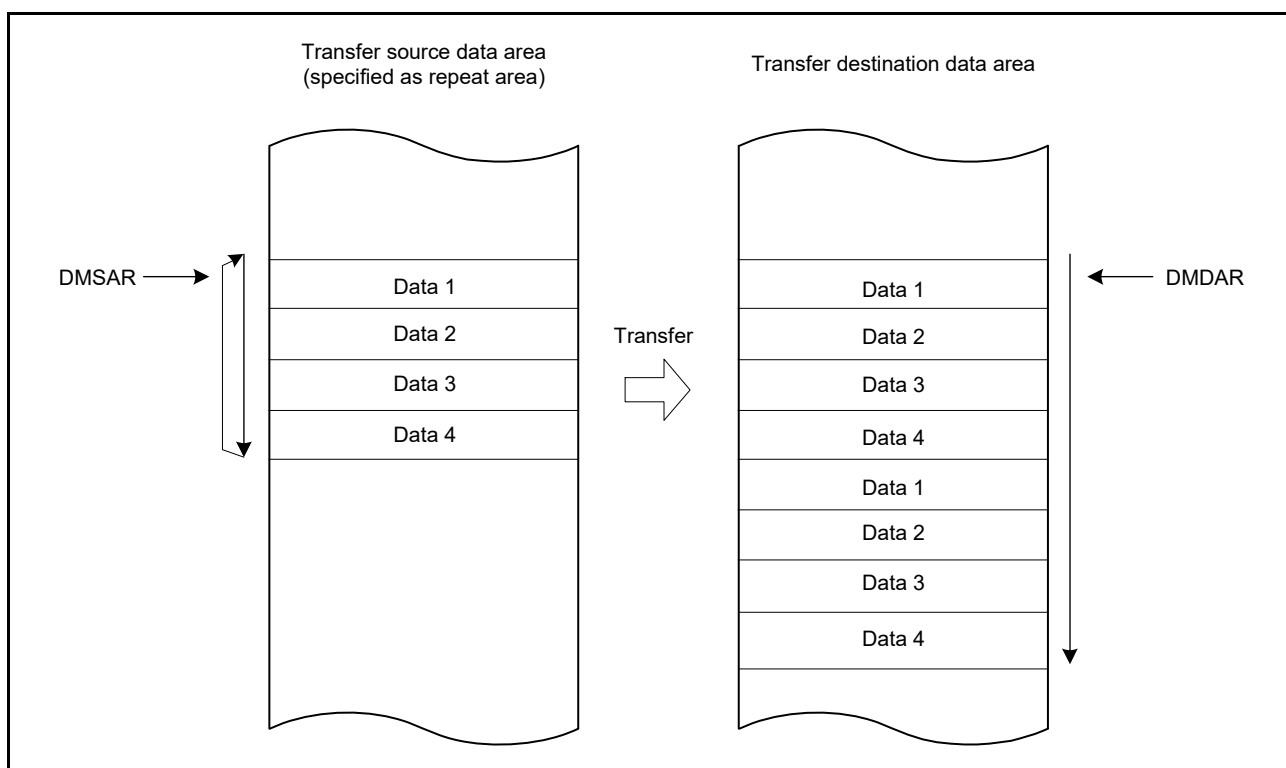 Transfer source data area
(specified as repeat area)
Transfer destination data area
DMSAR
Data 1
Data 2
Data 3
Data 4
Transfer
Data 1
Data 2
Data 3
Data 4
Data 1
Data 2
Data 3
Data 4
DMDAR